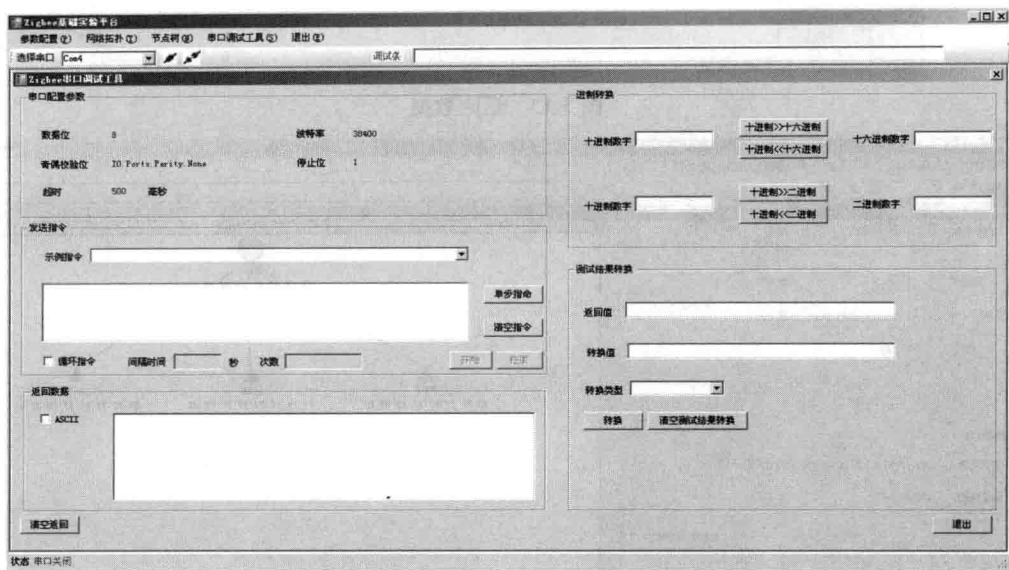 Zigbee基础实验平台
参数配置(P) 网络拓扑(T) 节点树(N) 串口调试工具(S) 退出(E)
选择串口 Com4 调试条
Zigbee串口调试工具
串口配置参数
数据位 8 波特率 38400
奇偶校验位 IO.Ports.Parity.None 停止位 1
超时 500 毫秒
发送指令
示例指令
单步指命
清空指令
循环指令 间隔时间 秒 次数 开始 结束
返回数据
ASCII
清空返回
进制转换
十进制数字 十进制>>十六进制 十六进制数字
十进制<<十六进制
十进制数字 十进制>>二进制 二进制数字
十进制<<二进制
测试结果转换
返回值
转换值
转换类型
转换 清空测试结果转换
退出
状态 串口关闭